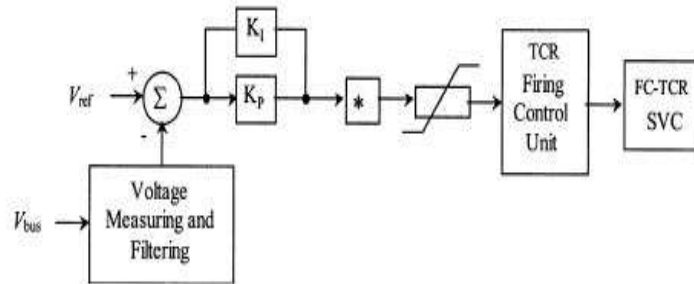 K_I
V_ref
+
Σ
K_P
*
-
TCR
Firing
Control
Unit
FC-TCR
SVC
V_bus
Voltage
Measuring and
Filtering